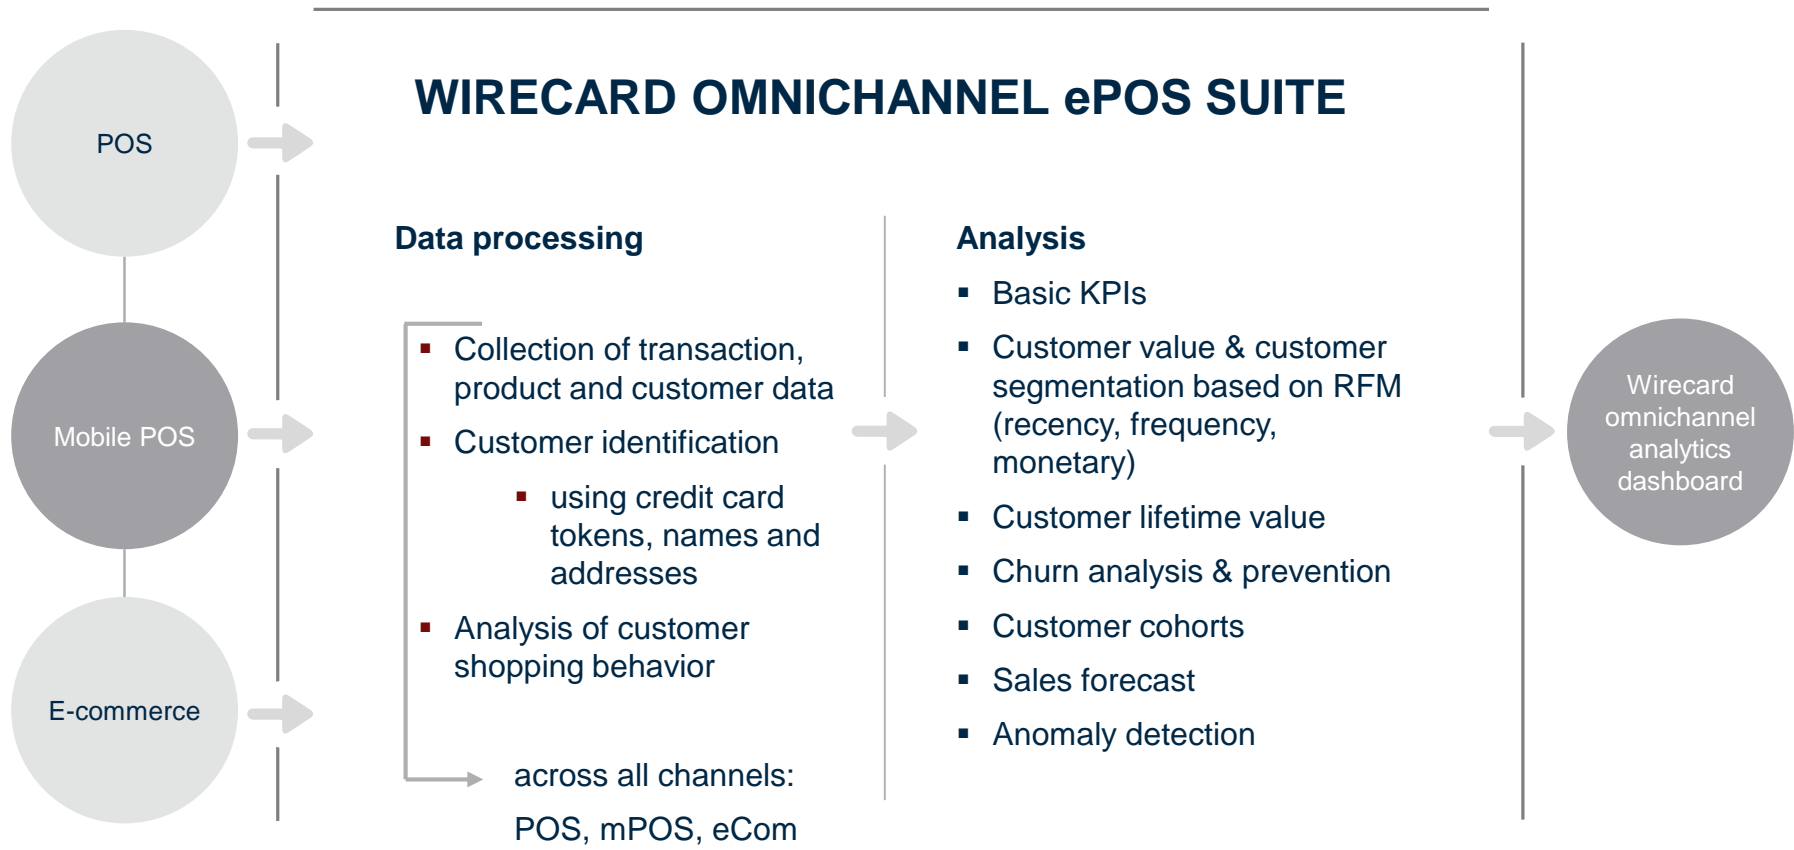 WIRECARD OMNICHANNEL ePOS SUITE
POS
Mobile POS
E-commerce
Data processing
▪ Collection of transaction,
product and customer data
▪ Customer identification
▪ using credit card
tokens, names and
addresses
▪ Analysis of customer
shopping behavior
across all channels:
POS, mPOS, eCom
Analysis
▪ Basic KPIs
▪ Customer value & customer
segmentation based on RFM
(recency, frequency,
monetary)
▪ Customer lifetime value
▪ Churn analysis & prevention
▪ Customer cohorts
▪ Sales forecast
▪ Anomaly detection
Wirecard
omnichannel
analytics
dashboard